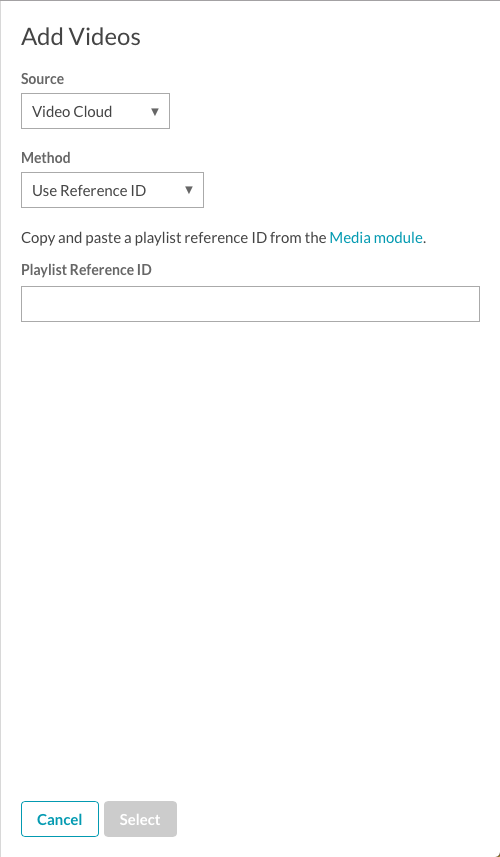 Add Videos
Source
Video Cloud
Method
Use Reference ID
Copy and paste a playlist reference ID from the Media module.
Playlist Reference ID
Cancel Select